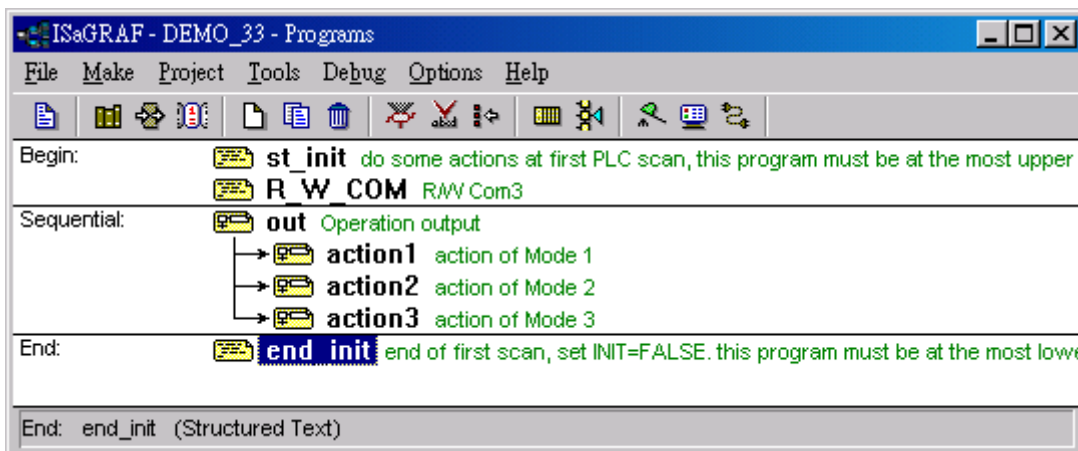 ISaGRAF - DEMO_33 - Programs
File Make Project Tools Debug Options Help
Begin: st_init do some actions at first PLC scan, this program must be at the most upper
R_W_COM R/W Com3
Sequential: out Operation output
action1 action of Mode 1
action2 action of Mode 2
action3 action of Mode 3
End: end_init end of first scan, set INIT=FALSE. this program must be at the most lowe
End: end_init (Structured Text)